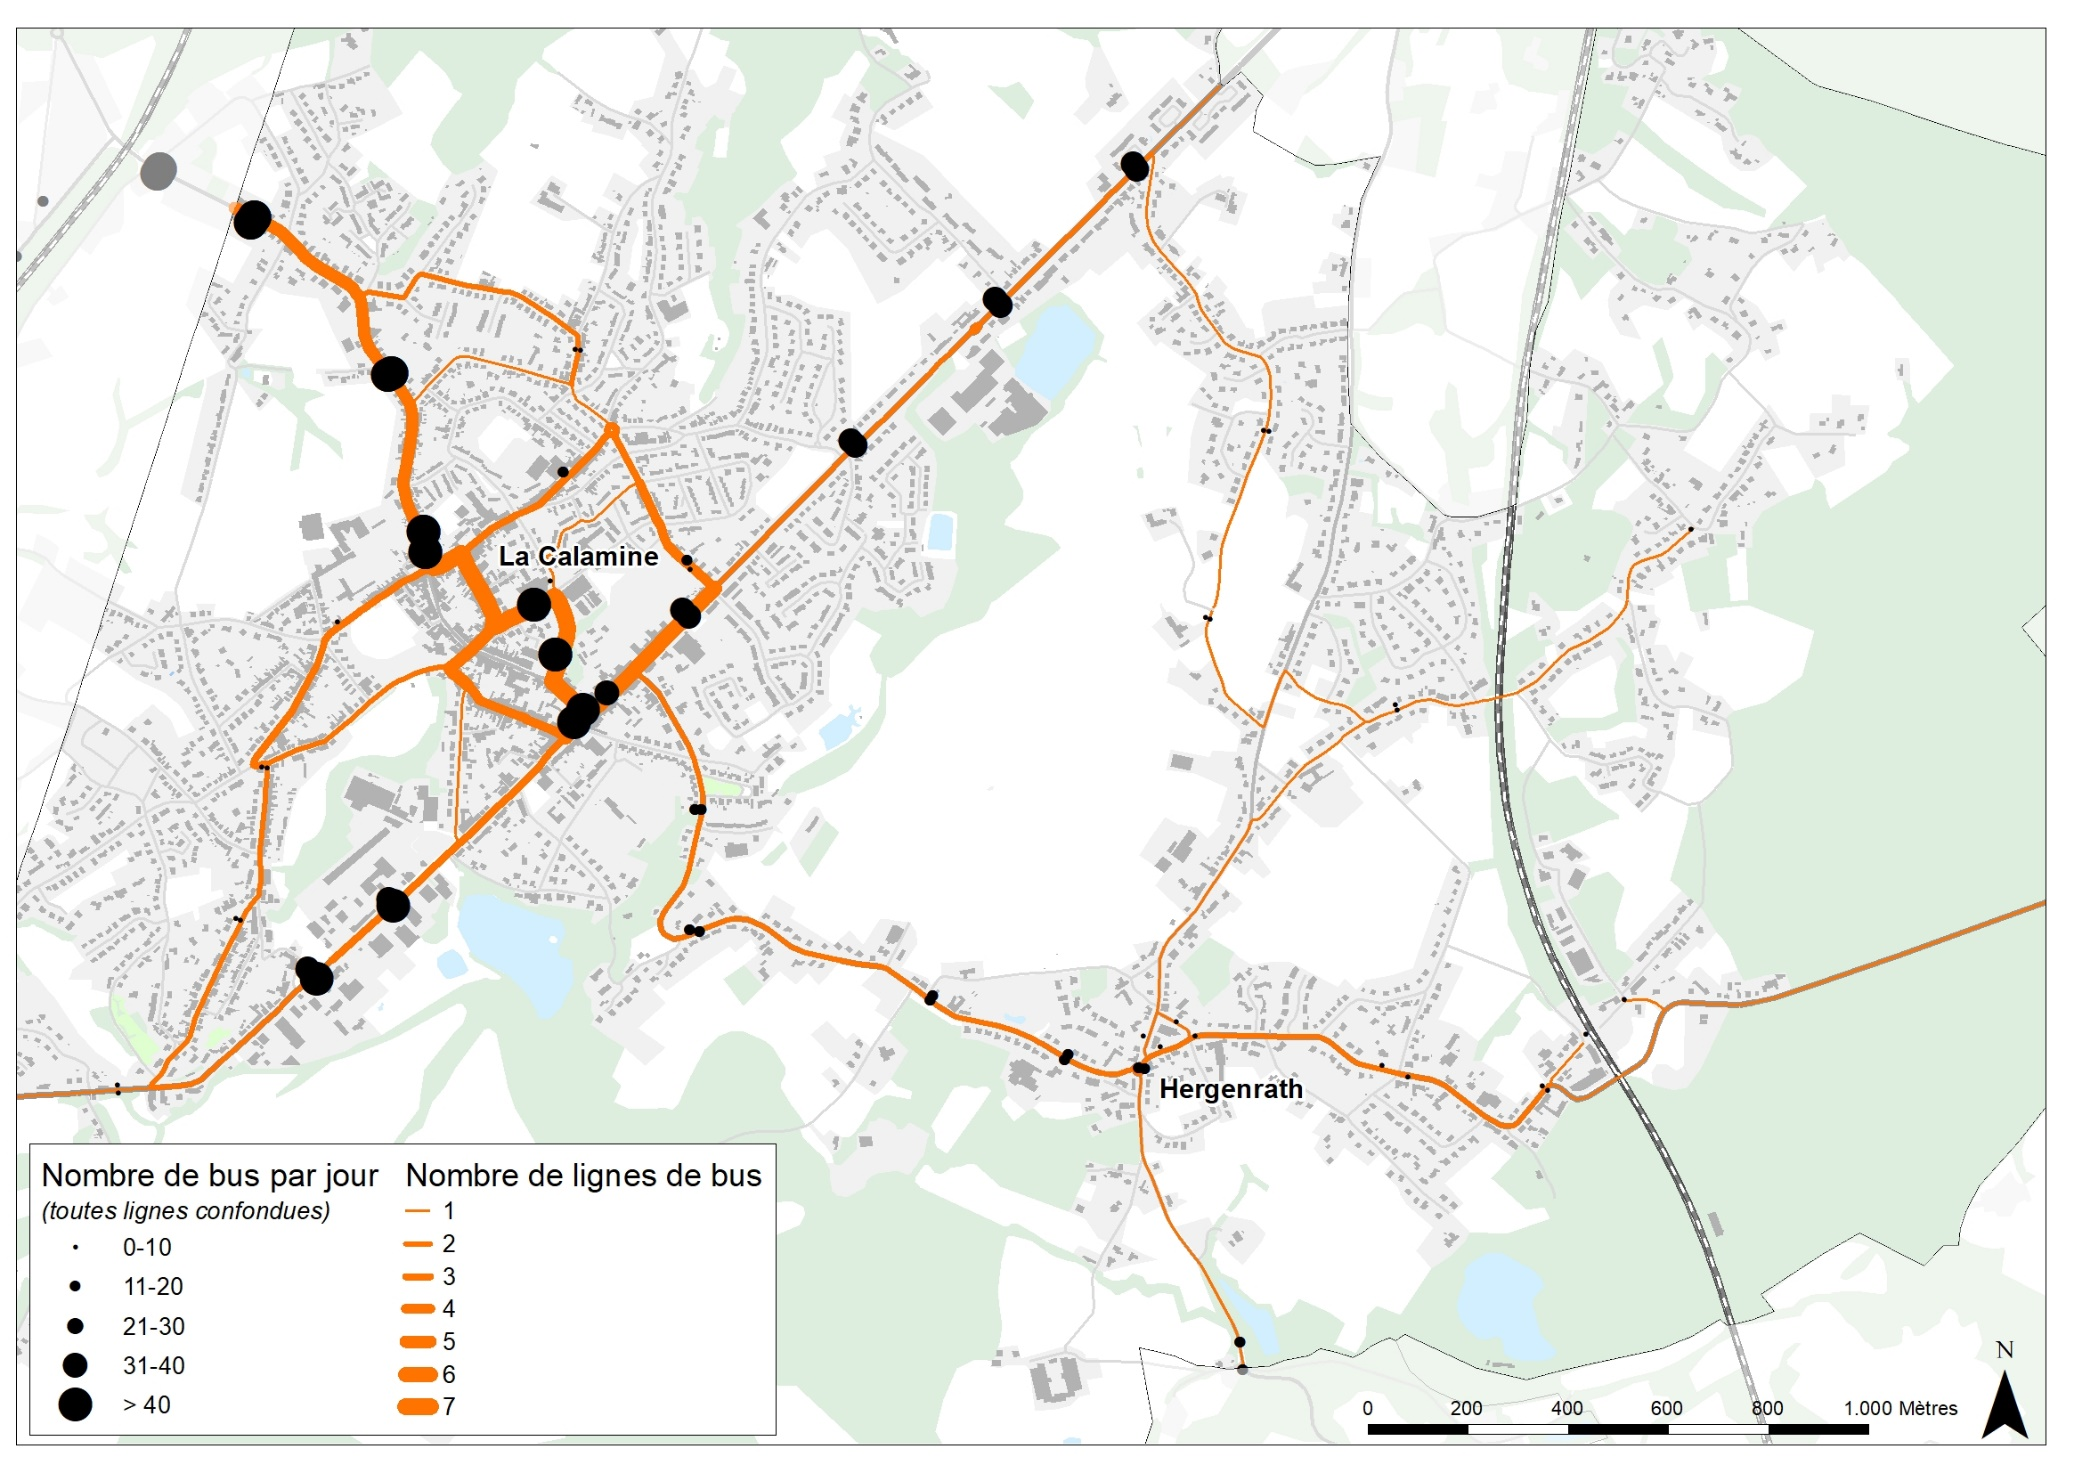 La Calamine
Hergenrath
Nombre de bus par jour
(toutes lignes confondues)
0-10
11-20
21-30
31-40
> 40
Nombre de lignes de bus
1
2
3
4
5
6
7
N
0 200 400 600 800 1.000 Mètres